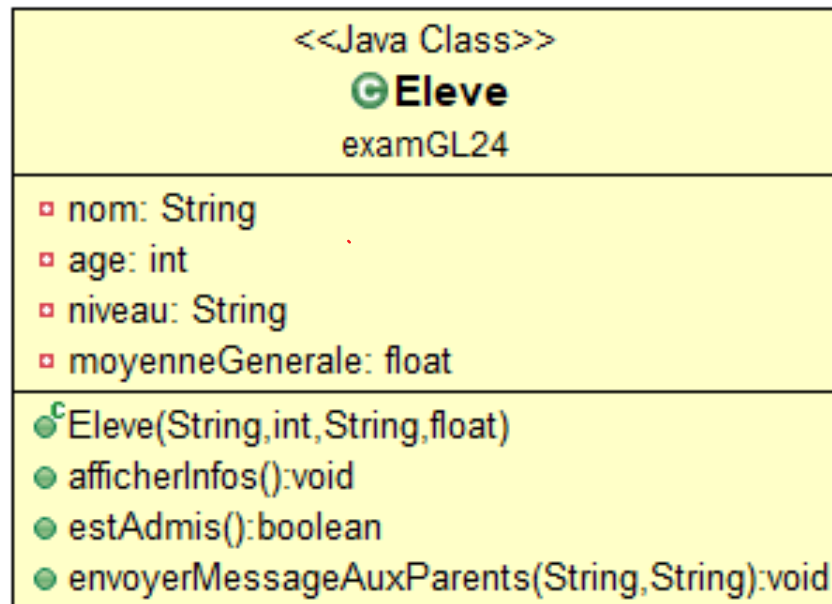 <<Java Class>>
Eleve
examGL24
nom: String
age: int
niveau: String
moyenneGenerale: float
Eleve(String,int,String,float)
afficherInfos():void
estAdmis():boolean
envoyerMessageAuxParents(String,String):void